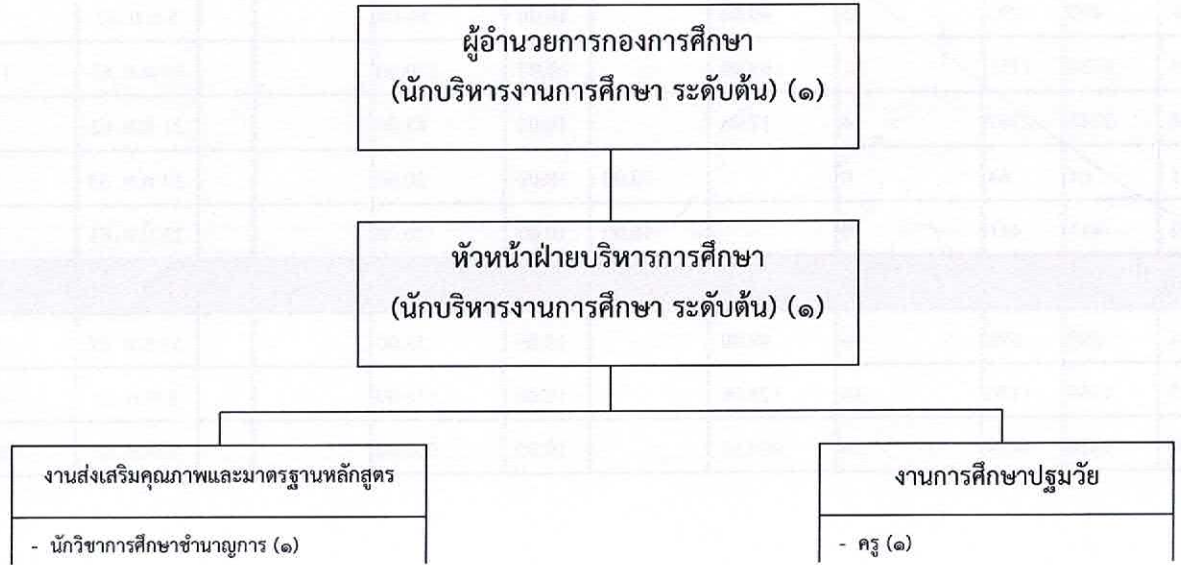 ผู้อำนวยการกองการศึกษา
(นักบริหารงานการศึกษา ระดับต้น) (๑)
หัวหน้าฝ่ายบริหารการศึกษา
(นักบริหารงานการศึกษา ระดับต้น) (๑)
งานส่งเสริมคุณภาพและมาตรฐานหลักสูตร
- นักวิชาการศึกษาชำนาญการ (๑)
งานการศึกษาปฐมวัย
- ครู (๑)